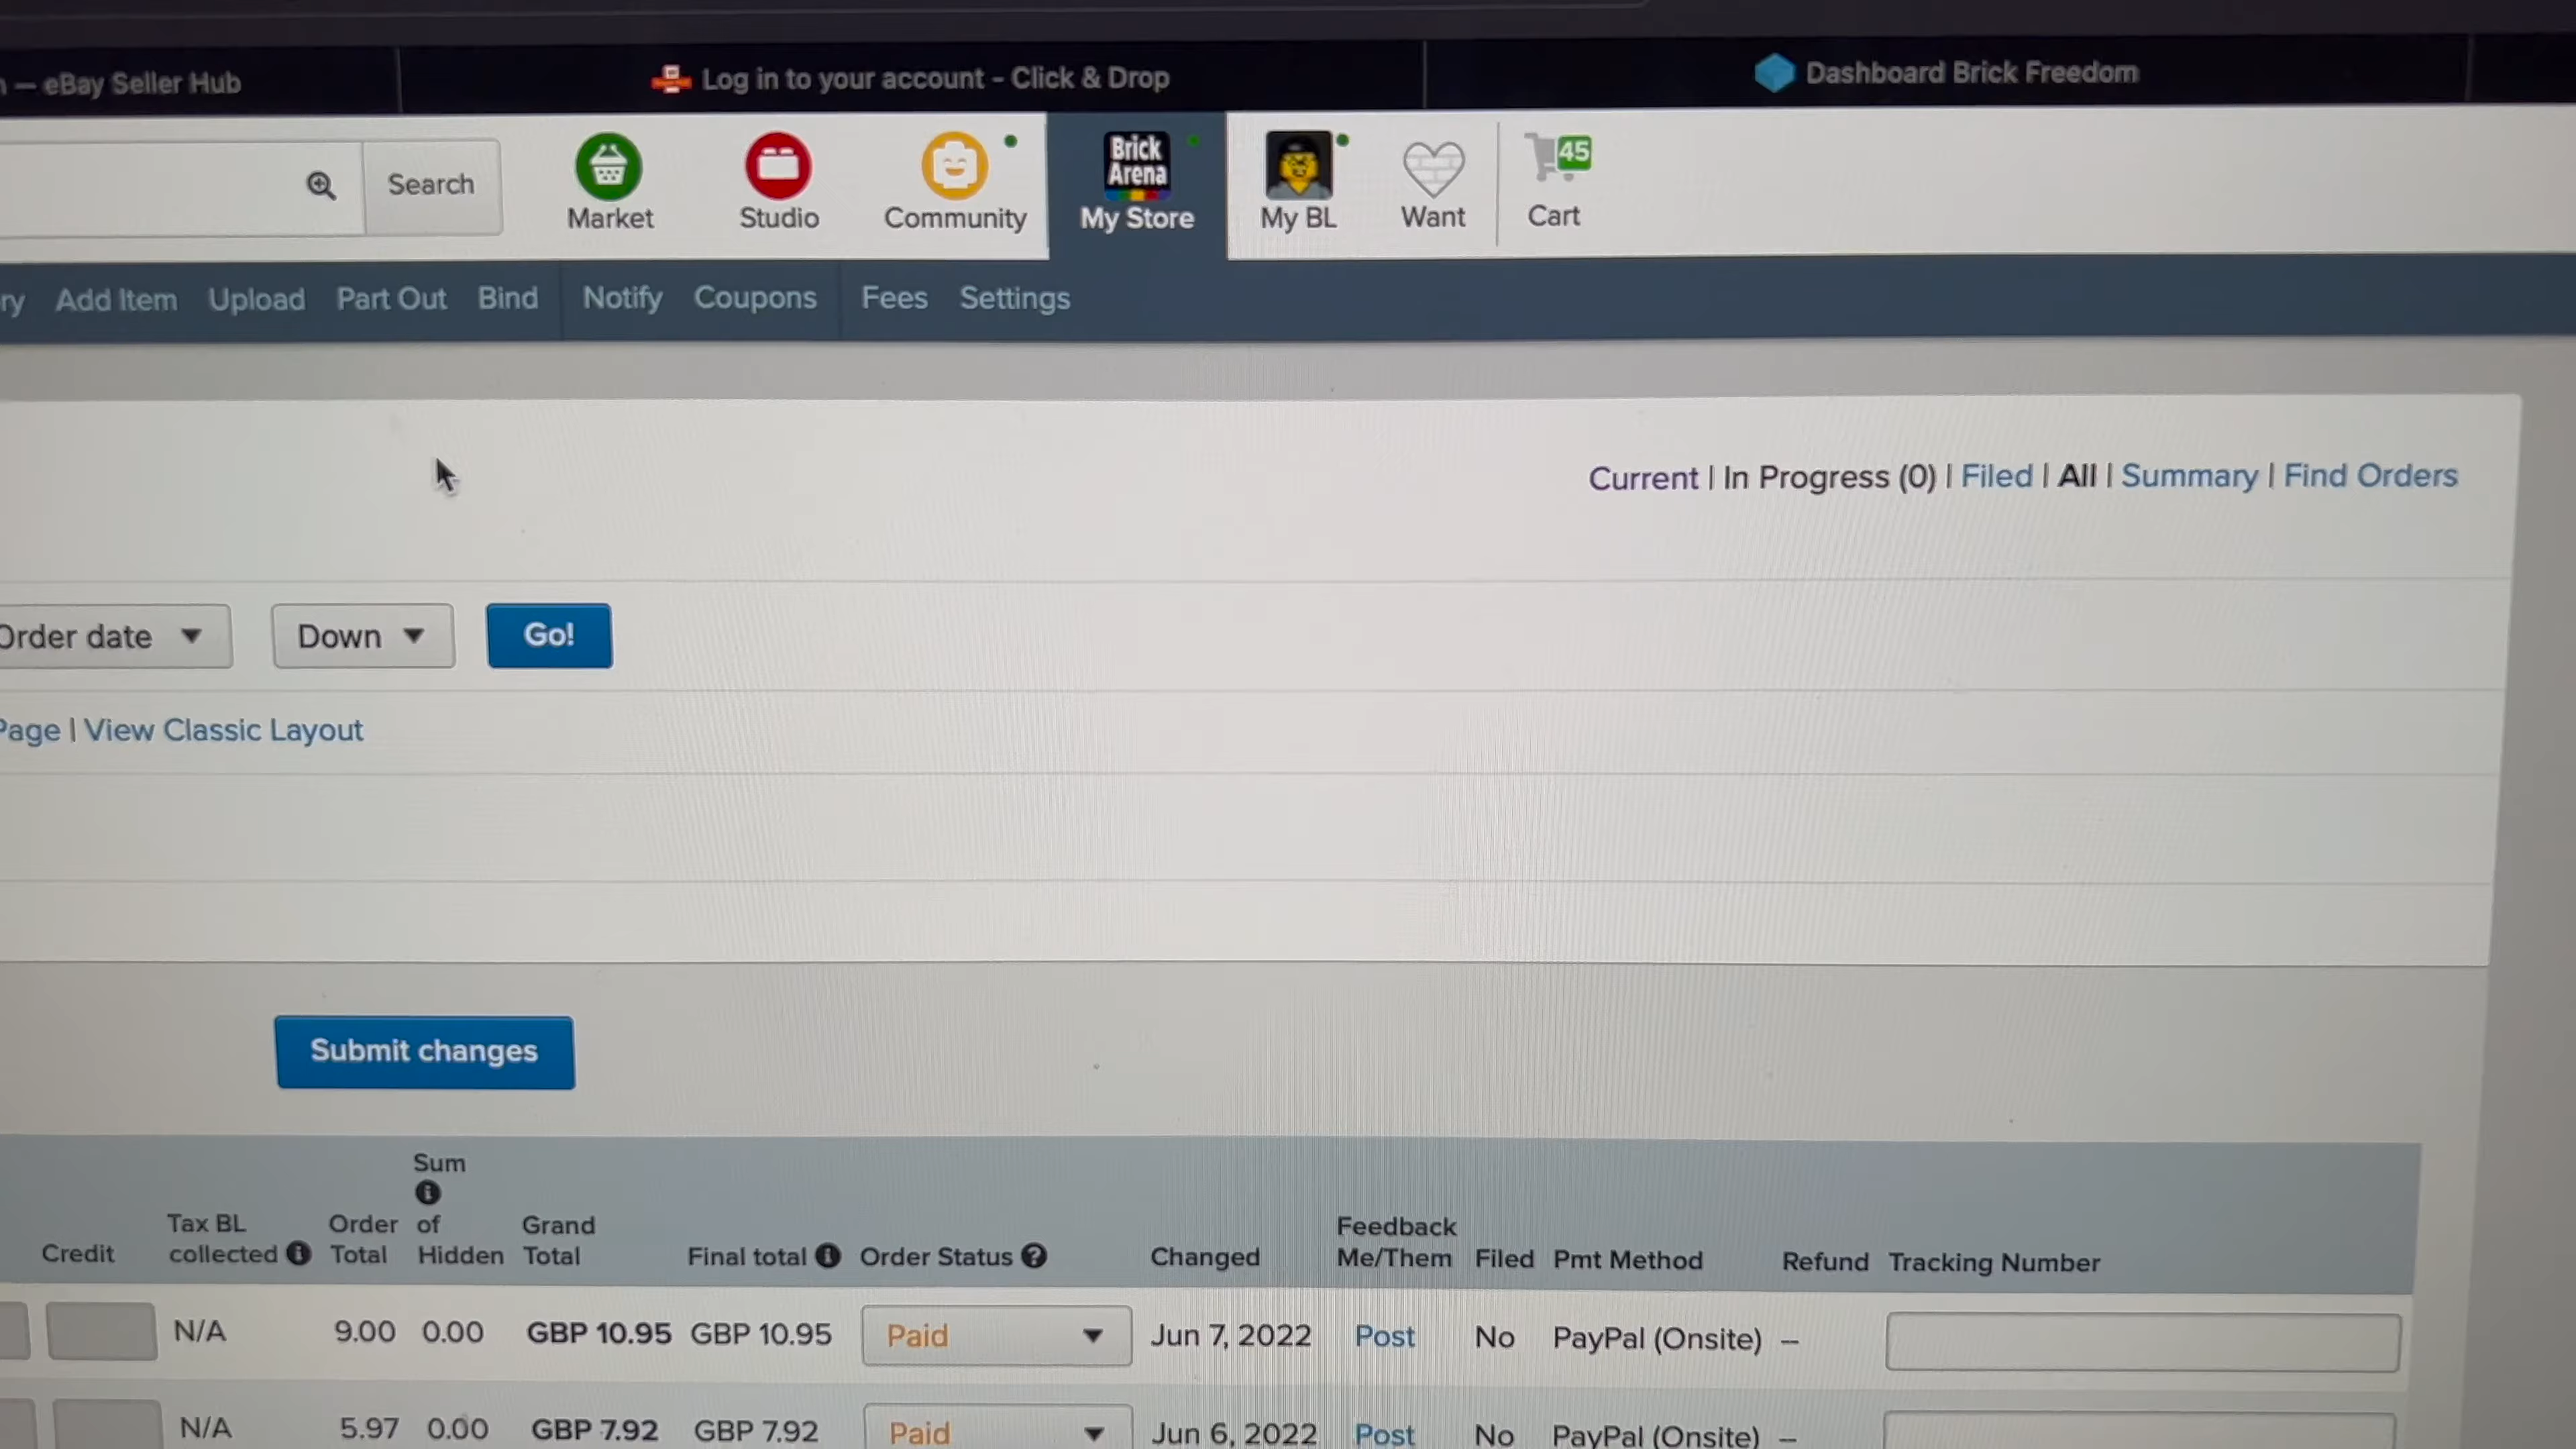 — eBay Seller Hub
Log in to your account - Click & Drop
Dashboard Brick Freedom
Search
Market
Studio
Community
Brick
Arena
My Store
My BL
Want
45
Cart
ry Add Item Upload Part Out Bind Notify Coupons Fees Settings
Current | In Progress (0) | Filed | All | Summary | Find Orders
Order date Down Go!
Page | View Classic Layout
Submit changes
Credit
Tax BL
collected
Order
Total
Sum
of
Hidden
Grand
Total
Final total
Order Status
Changed
Feedback
Me/Them
Filed
Pmt Method
Refund
Tracking Number
N/A 9.00 0.00 GBP 10.95 GBP 10.95 Paid Jun 7, 2022 Post No PayPal (Onsite) --
N/A 5.97 0.00 GBP 7.92 GBP 7.92 Paid Jun 6, 2022 Post No PayPal (Onsite) --